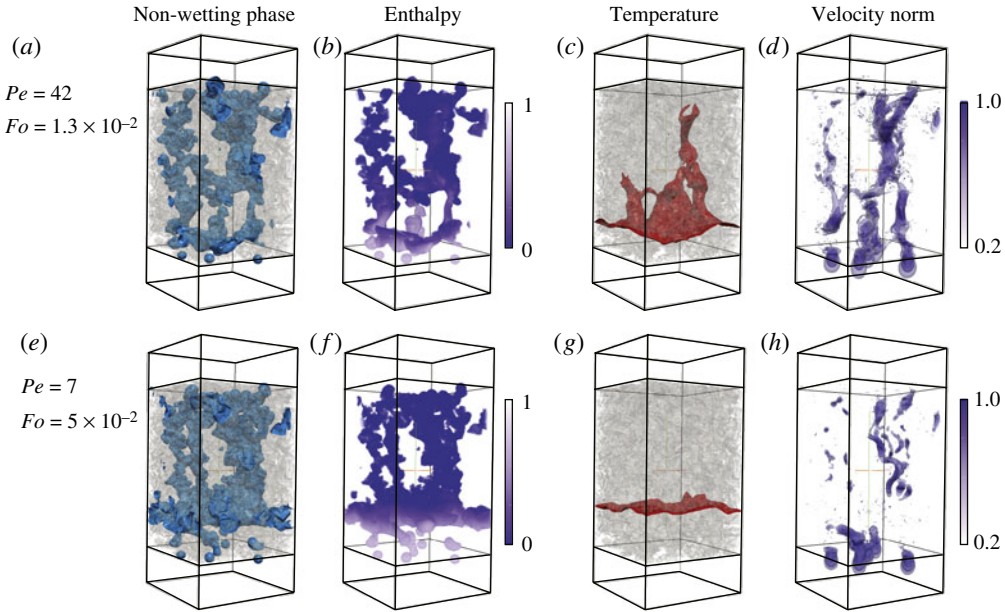 Non-wetting phase
Enthalpy
Temperature
Velocity norm
(a)
(b)
(c)
(d)
Pe = 42
Fo = 1.3 × 10⁻²
1
0
1.0
0.2
(e)
(f)
(g)
(h)
Pe = 7
Fo = 5 × 10⁻²
1
0
1.0
0.2